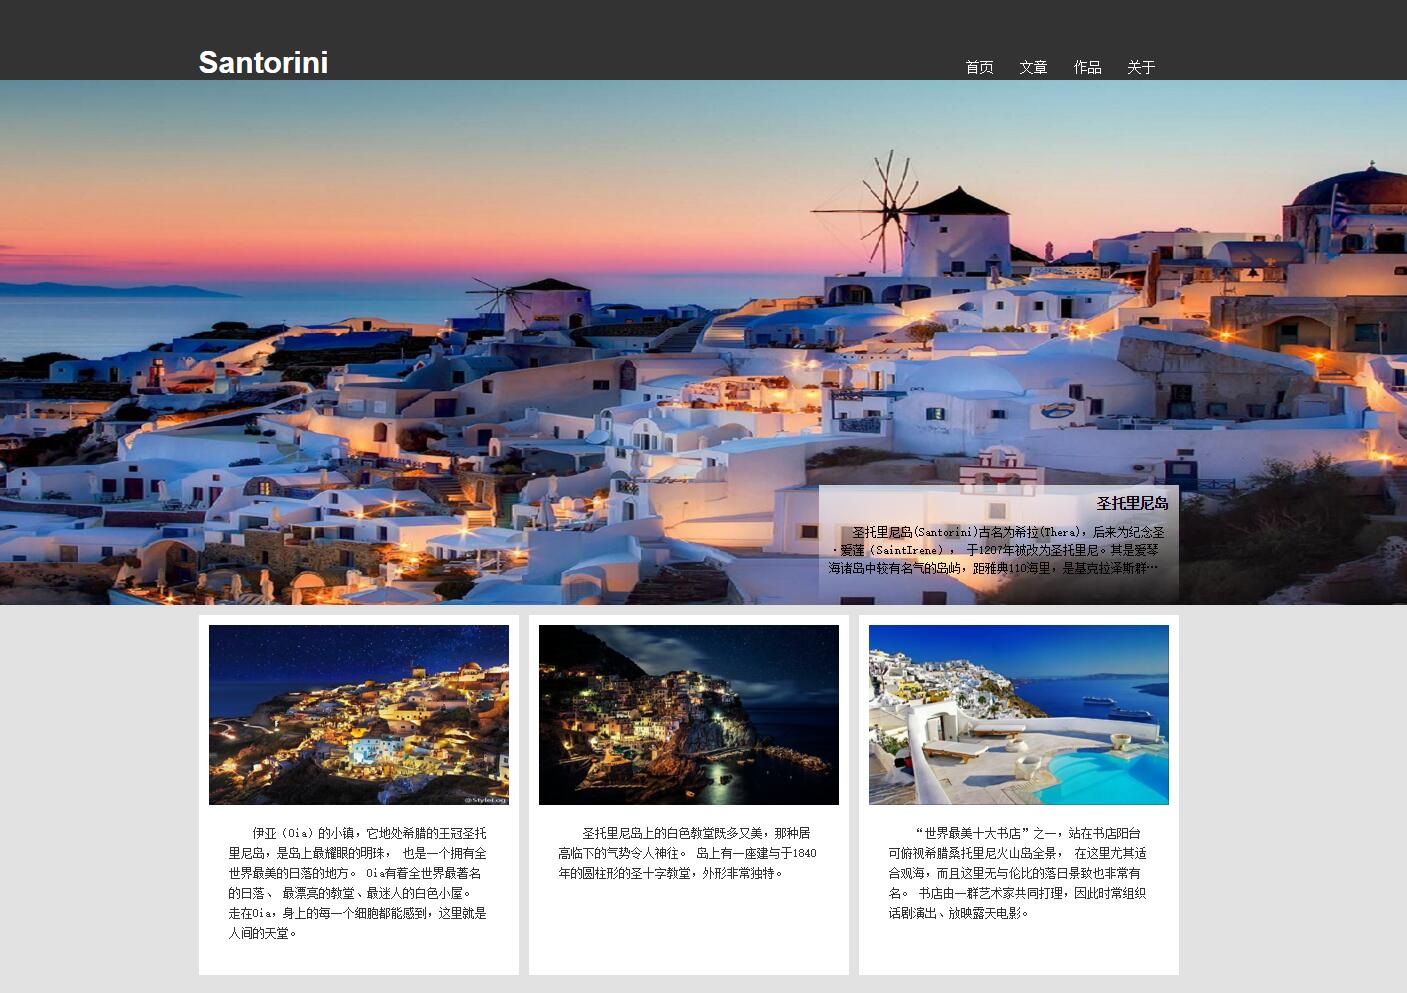 Santorini
首页 文章 作品 关于
圣托里尼岛
圣托里尼岛(Santorini)古名为希拉(Thera)，后来为纪念圣
·爱莲（SaintIrene）， 于1207年被改为圣托里尼。其是爱琴
海诸岛中较有名气的岛屿，距雅典110海里，是基克拉泽斯群…
@StyleLog
伊亚（Oia）的小镇，它地处希腊的王冠圣托
里尼岛，是岛上最耀眼的明珠， 也是一个拥有全
世界最美的日落的地方。 Oia有着全世界最著名
的日落、 最漂亮的教堂、最迷人的白色小屋。
走在Oia，身上的每一个细胞都能感到，这里就是
人间的天堂。
圣托里尼岛上的白色教堂既多又美，那种居
高临下的气势令人神往。 岛上有一座建与于1840
年的圆柱形的圣十字教堂，外形非常独特。
“世界最美十大书店”之一，站在书店阳台
可俯视希腊桑托里尼火山岛全景， 在这里尤其适
合观海，而且这里无与伦比的落日景致也非常有
名。 书店由一群艺术家共同打理，因此时常组织
话剧演出、放映露天电影。